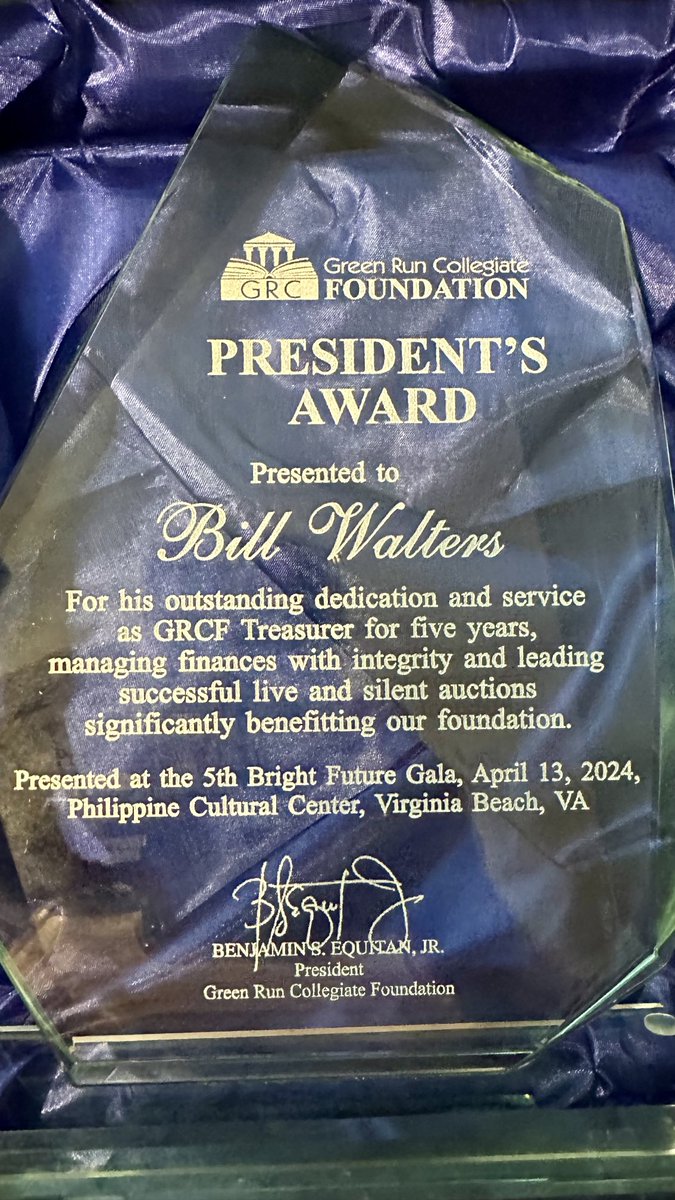 Green Run Collegiate
GRC FOUNDATION
PRESIDENT'S
AWARD
Presented to
Bill Walters
For his outstanding dedication and service
as GRCF Treasurer for five years,
managing finances with integrity and leading
successful live and silent auctions
significantly benefitting our foundation.
Presented at the 5th Bright Future Gala, April 13, 2024,
Philippine Cultural Center, Virginia Beach, VA
BENJAMIN S. EQUITAN, JR.
President
Green Run Collegiate Foundation